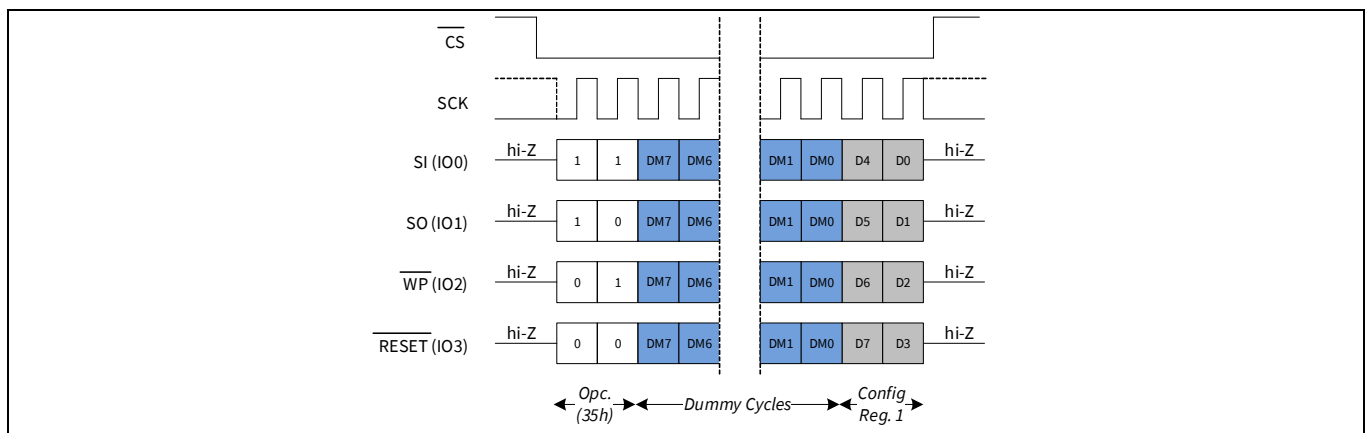 CS
SCK
SI (IO0) hi-Z 1 1 DM7 DM6 DM1 DM0 D4 D0 hi-Z
SO (IO1) hi-Z 1 0 DM7 DM6 DM1 DM0 D5 D1 hi-Z
WP (IO2) hi-Z 0 1 DM7 DM6 DM1 DM0 D6 D2 hi-Z
RESET (IO3) hi-Z 0 0 DM7 DM6 DM1 DM0 D7 D3 hi-Z
Opc. Dummy Cycles Config
(35h) Reg. 1